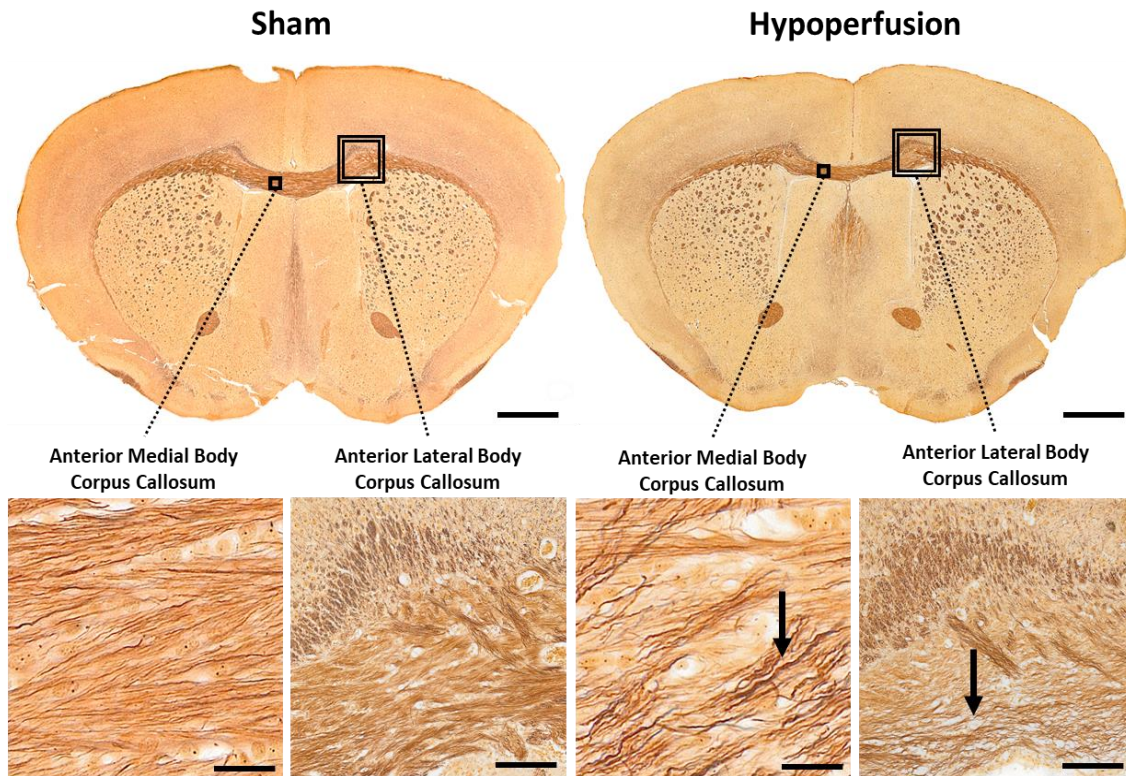 Sham
Hypoperfusion
Anterior Medial Body
Corpus Callosum
Anterior Lateral Body
Corpus Callosum
Anterior Medial Body
Corpus Callosum
Anterior Lateral Body
Corpus Callosum